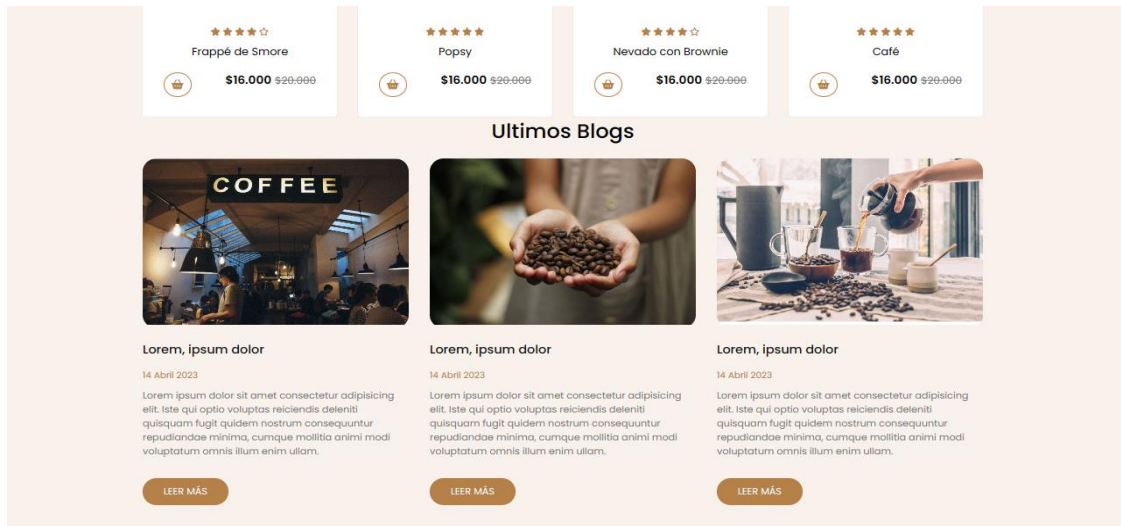 Frappé de Smore
Popsy
Nevado con Brownie
Café
$16.000 $20.000
$16.000 $20.000
$16.000 $20.000
$16.000 $20.000
Ultimos Blogs
COFFEE
Lorem, ipsum dolor
14 Abril 2023
Lorem ipsum dolor sit amet consectetur adipisicing
elit. Iste qui optio voluptas reiciendis deleniti
quisquam fugit quidem nostrum consequuntur
repudiandae minima, cumque mollitia animi modi
voluptatum omnis illum enim ullam.
LEER MÁS
Lorem, ipsum dolor
14 Abril 2023
Lorem ipsum dolor sit amet consectetur adipisicing
elit. Iste qui optio voluptas reiciendis deleniti
quisquam fugit quidem nostrum consequuntur
repudiandae minima, cumque mollitia animi modi
voluptatum omnis illum enim ullam.
LEER MÁS
Lorem, ipsum dolor
14 Abril 2023
Lorem ipsum dolor sit amet consectetur adipisicing
elit. Iste qui optio voluptas reiciendis deleniti
quisquam fugit quidem nostrum consequuntur
repudiandae minima, cumque mollitia animi modi
voluptatum omnis illum enim ullam.
LEER MÁS